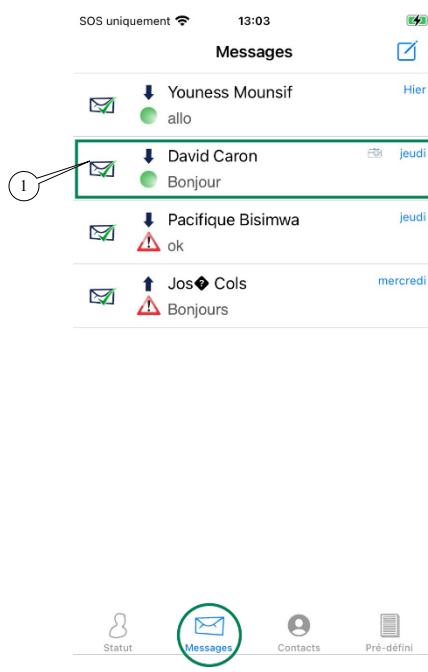 SOS uniquement 13:03
Messages
Youness Mounsif Hier
allo
David Caron jeudi
Bonjour
1
Pacifique Bisimwa jeudi
ok
Jos� Cols mercredi
Bonjours
Statut Messages Contacts Pré-défini